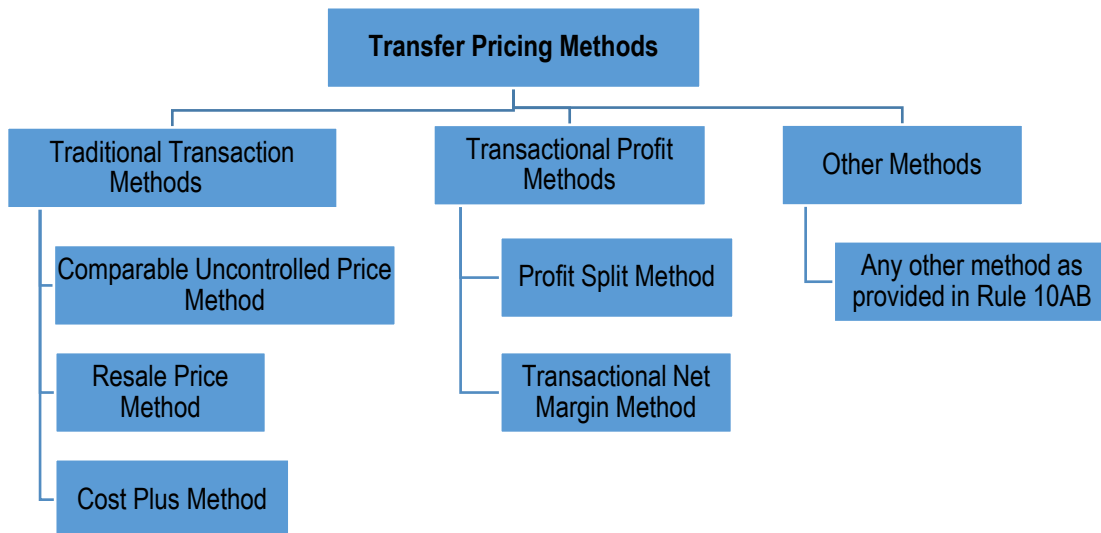 Transfer Pricing Methods
Traditional Transaction
Methods
Comparable Uncontrolled Price
Method
Resale Price
Method
Cost Plus Method
Transactional Profit
Methods
Profit Split Method
Transactional Net
Margin Method
Other Methods
Any other method as
provided in Rule 10AB